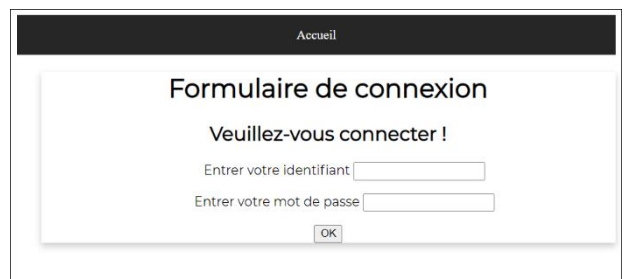 Accueil
Formulaire de connexion
Veuillez-vous connecter !
Entrer votre identifiant
Entrer votre mot de passe
OK